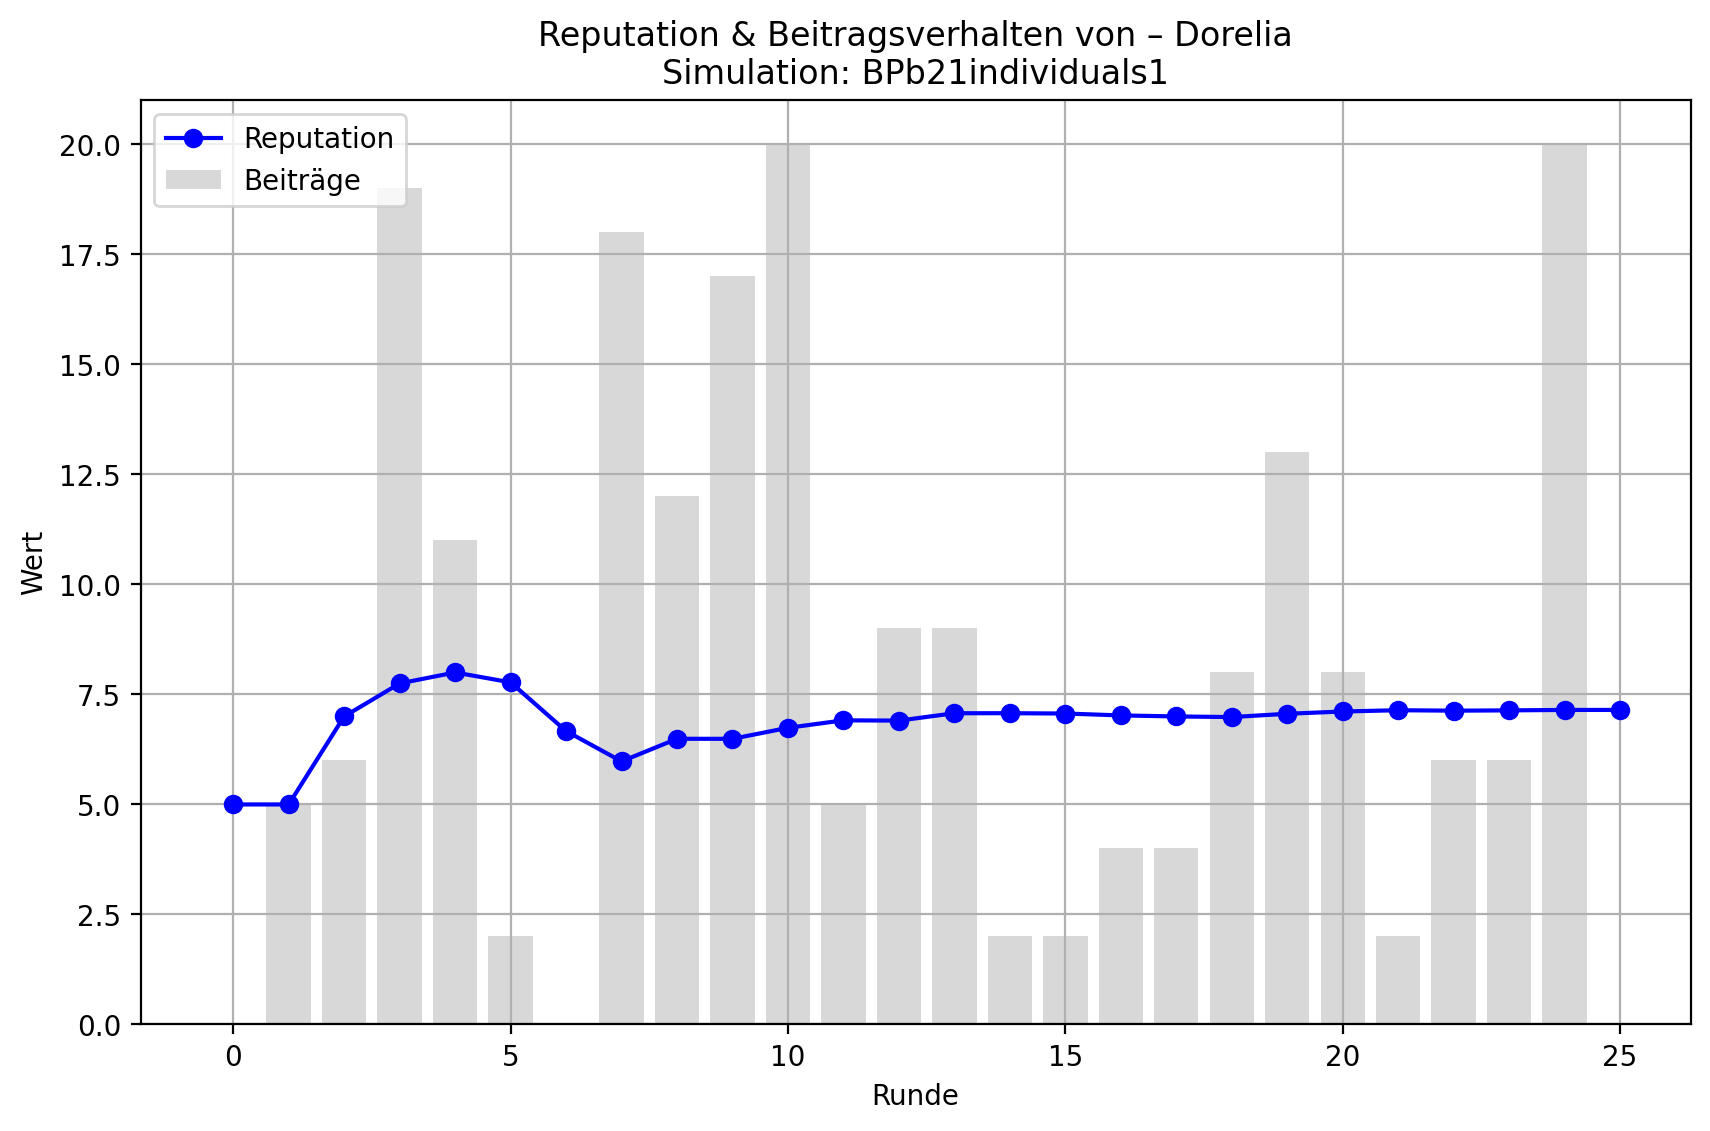 Reputation & Beitragsverhalten von – Dorelia
Simulation: BPb21individuals1
Reputation
Beiträge
20.0
17.5
15.0
12.5
10.0
7.5
5.0
2.5
0.0
Wert
0 5 10 15 20 25
Runde